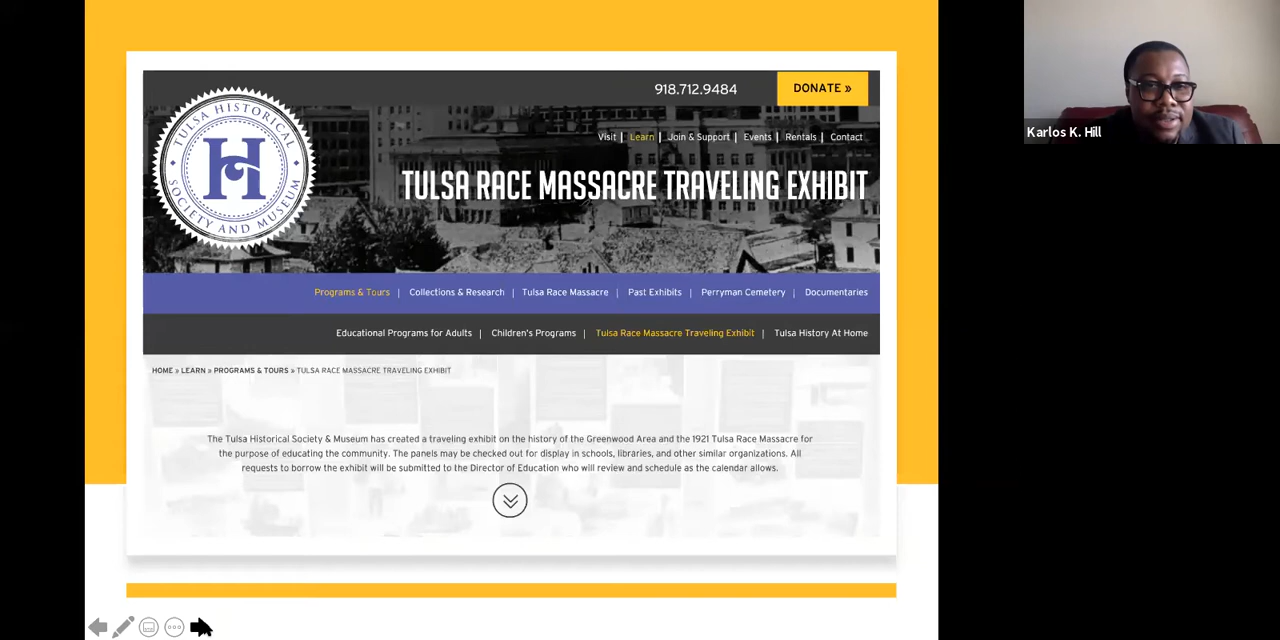 918.712.9484
DONATE »
TULSA HISTORICAL
SOCIETY AND MUSEUM
H
Visit | Learn | Join & Support | Events | Rentals | Contact
TULSA RACE MASSACRE TRAVELING EXHIBIT
Programs & Tours | Collections & Research | Tulsa Race Massacre | Past Exhibits | Perryman Cemetery | Documentaries
Educational Programs for Adults | Children's Programs | Tulsa Race Massacre Traveling Exhibit | Tulsa History At Home
HOME » LEARN » PROGRAMS & TOURS » TULSA RACE MASSACRE TRAVELING EXHIBIT
The Tulsa Historical Society & Museum has created a traveling exhibit on the history of the Greenwood Area and the 1921 Tulsa Race Massacre for
the purpose of educating the community. The panels may be checked out for display in schools, libraries, and other similar organizations. All
requests to borrow the exhibit will be submitted to the Director of Education who will review and schedule as the calendar allows.
Karlos K. Hill